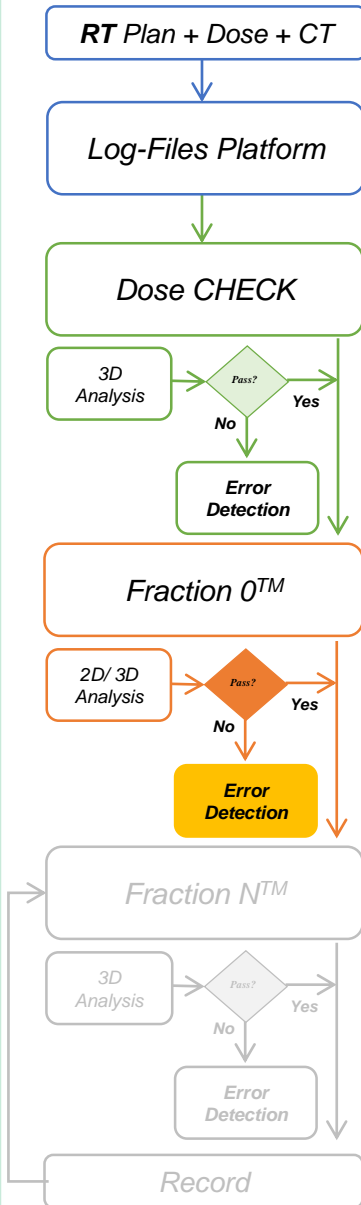 RT Plan + Dose + CT
Log-Files Platform
Dose CHECK
3D
Analysis
Pass?
Yes
No
Error
Detection
Fraction 0TM
2D/ 3D
Analysis
Pass?
Yes
No
Error
Detection
Fraction NTM
3D
Analysis
Pass?
Yes
No
Error
Detection
Record